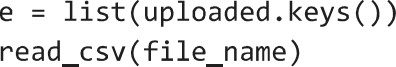 e = list(uploaded.keys())
read_csv(file_name)